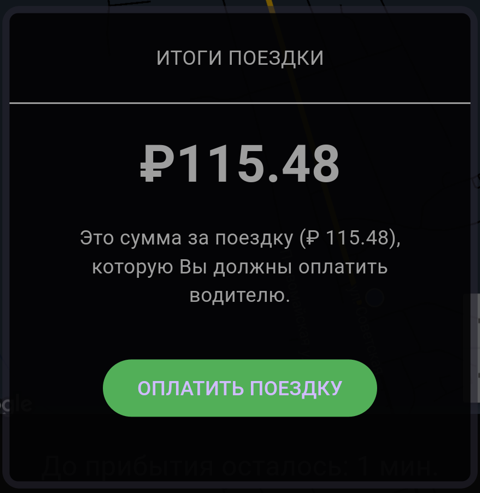 ИТОГИ ПОЕЗДКИ
₽115.48
Это сумма за поездку (₽ 115.48),
которую Вы должны оплатить
водителю.
ОПЛАТИТЬ ПОЕЗДКУ
До прибытия осталось: 1 мин.